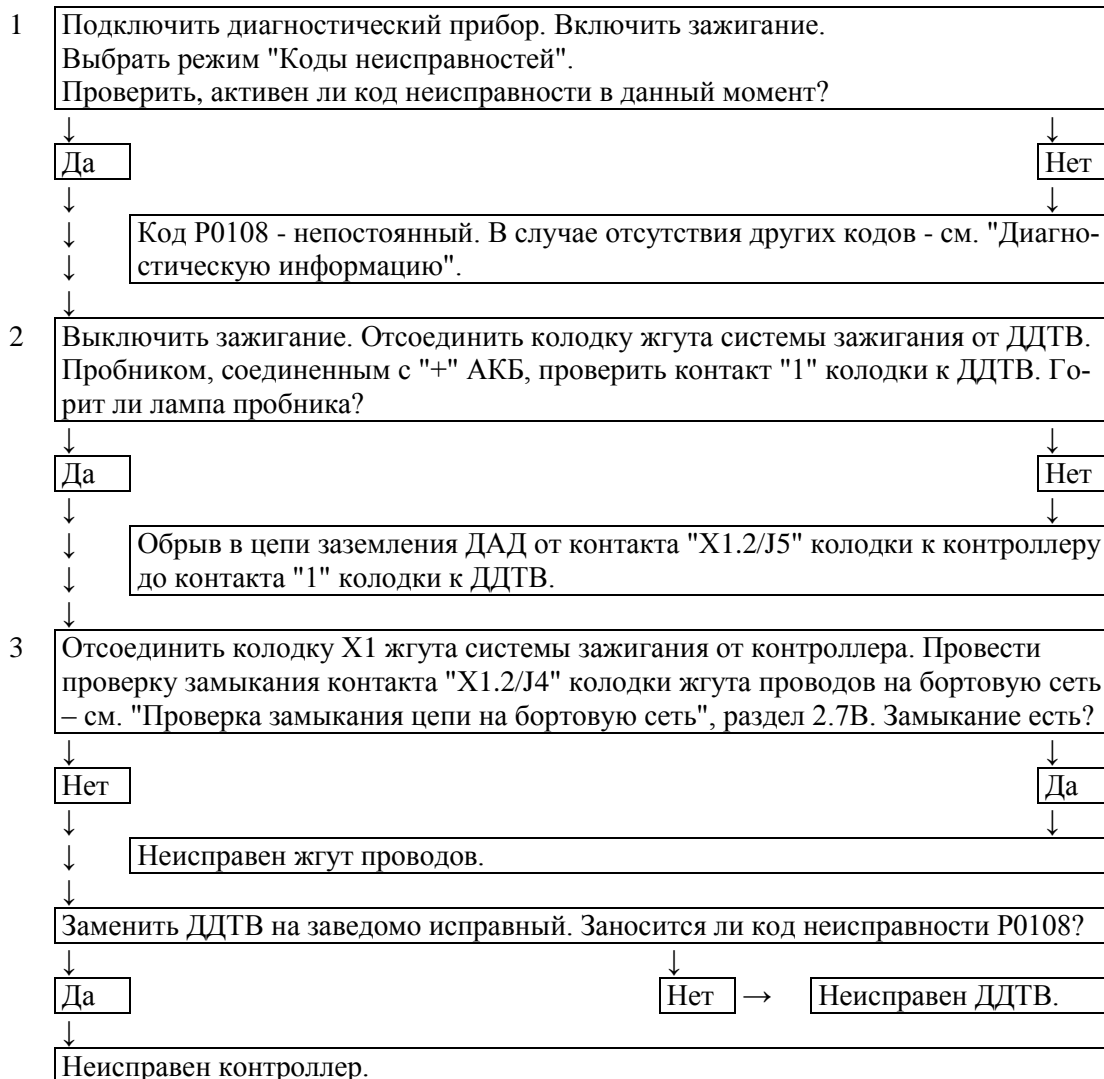 1 Подключить диагностический прибор. Включить зажигание.
Выбрать режим "Коды неисправностей".
Проверить, активен ли код неисправности в данный момент?
↓ ↓
Да Нет
↓ ↓
↓ Код Р0108 - непостоянный. В случае отсутствия других кодов - см. "Диагно-
↓ стическую информацию".
↓
2 Выключить зажигание. Отсоединить колодку жгута системы зажигания от ДДТВ.
Пробником, соединенным с "+" АКБ, проверить контакт "1" колодки к ДДТВ. Го-
рит ли лампа пробника?
↓ ↓
Да Нет
↓ ↓
↓ Обрыв в цепи заземления ДАД от контакта "Х1.2/J5" колодки к контроллеру
↓ до контакта "1" колодки к ДДТВ.
↓
3 Отсоединить колодку Х1 жгута системы зажигания от контроллера. Провести
проверку замыкания контакта "Х1.2/J4" колодки жгута проводов на бортовую сеть
– см. "Проверка замыкания цепи на бортовую сеть", раздел 2.7В. Замыкание есть?
↓ ↓
Нет Да
↓ ↓
↓ Неисправен жгут проводов.
↓
Заменить ДДТВ на заведомо исправный. Заносится ли код неисправности Р0108?
↓ ↓
Да Нет → Неисправен ДДТВ.
↓
Неисправен контроллер.